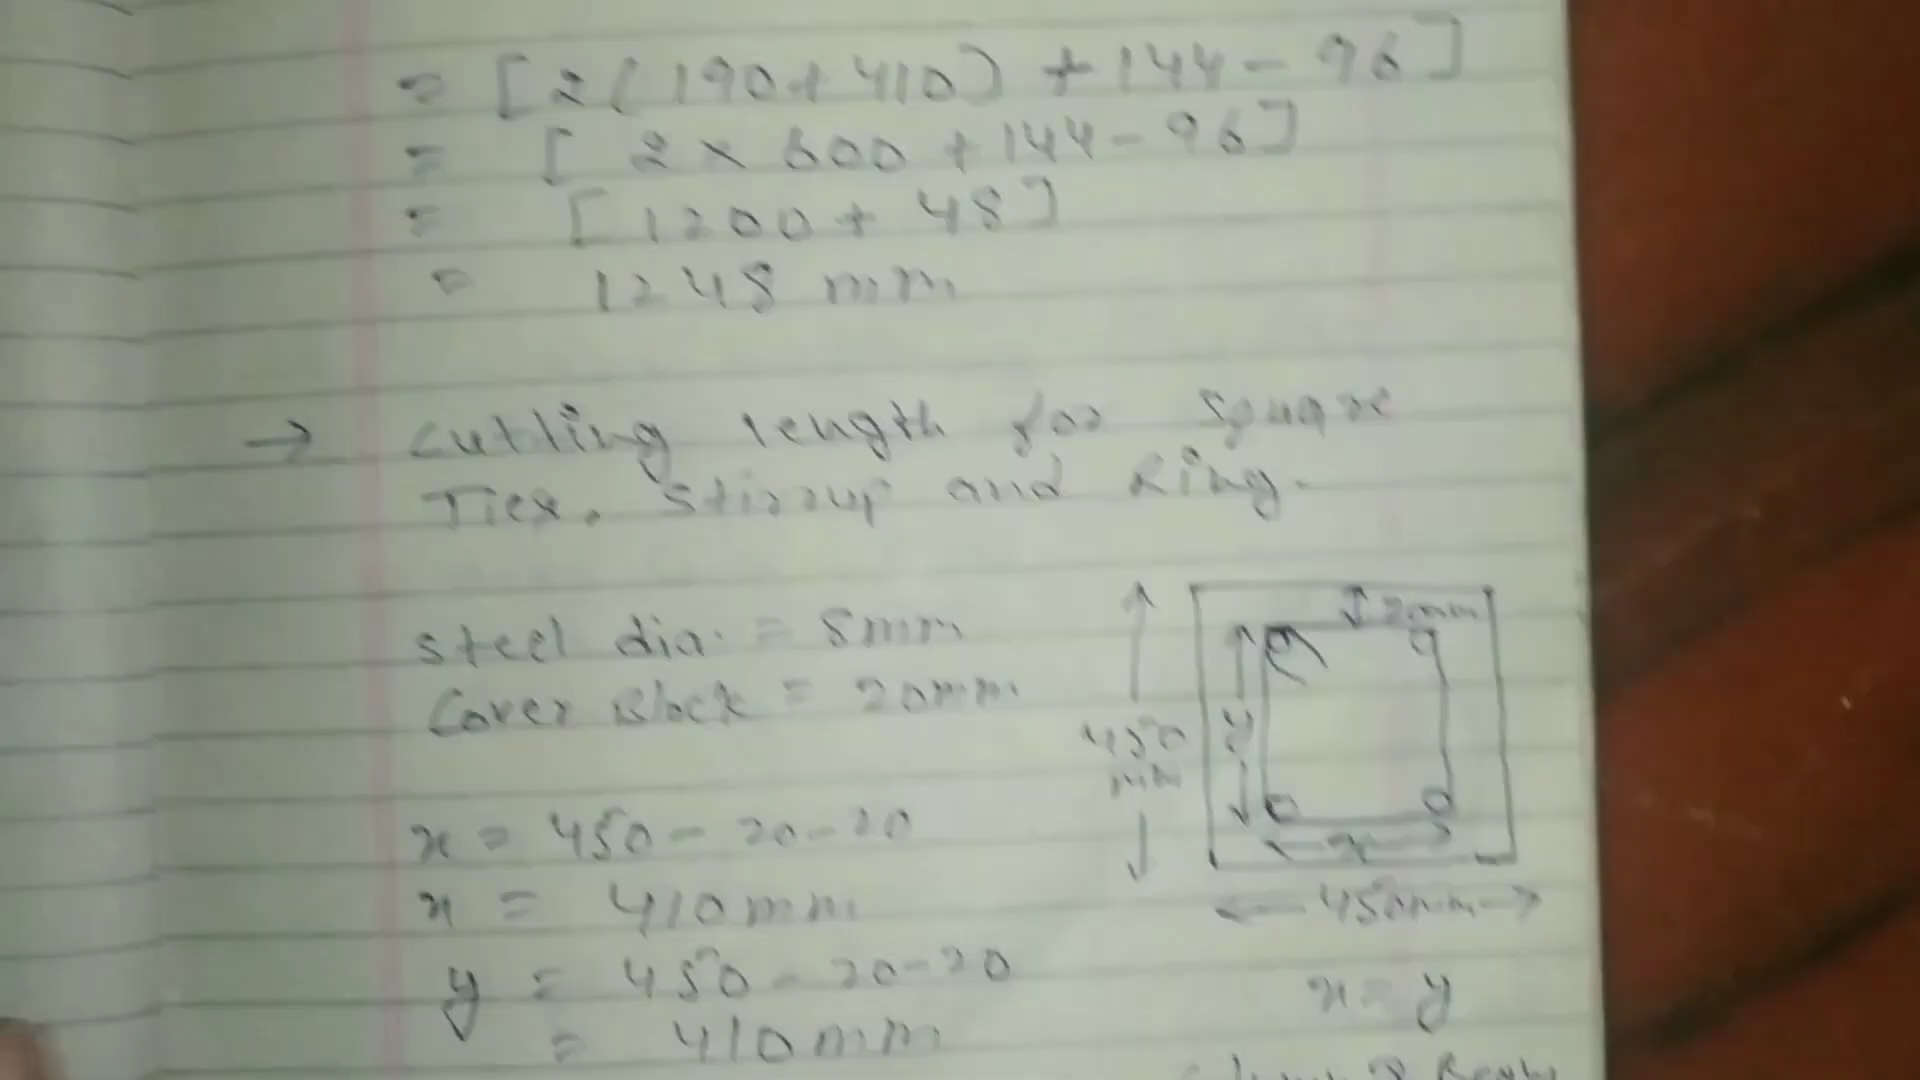 = [2(190+410) + 144 - 96]
= [2 × 600 + 144 - 96]
= [1200 + 48]
= 1248 mm
→ Cutting length for square
Ties. stirrup and Ring.
steel dia. = 8mm
Cover Block = 20mm
x = 450 - 20-20
x = 410mm
y = 450 - 20-20
= 410mm
450
mm
y
x
450mm
x = y